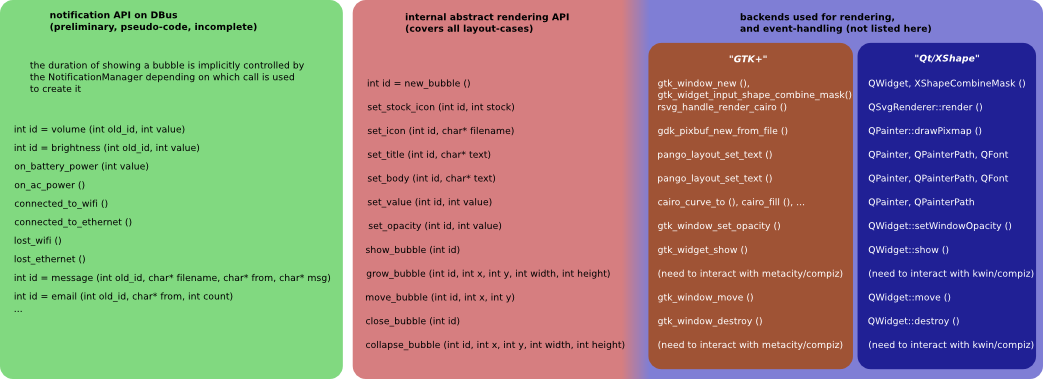 notification API on DBus
(preliminary, pseudo-code, incomplete)
the duration of showing a bubble is implicitly controlled by
the NotificationManager depending on which call is used
to create it
int id = volume (int old_id, int value)
int id = brightness (int old_id, int value)
on_battery_power (int value)
on_ac_power ()
connected_to_wifi ()
connected_to_ethernet ()
lost_wifi ()
lost_ethernet ()
int id = message (int old_id, char* filename, char* from, char* msg)
int id = email (int old_id, char* from, int count)
...
internal abstract rendering API
(covers all layout-cases)
int id = new_bubble ()
set_stock_icon (int id, int stock)
set_icon (int id, char* filename)
set_title (int id, char* text)
set_body (int id, char* text)
set_value (int id, int value)
set_opacity (int id, int value)
show_bubble (int id)
grow_bubble (int id, int x, int y, int width, int height)
move_bubble (int id, int x, int y)
close_bubble (int id)
collapse_bubble (int id, int x, int y, int width, int height)
backends used for rendering,
and event-handling (not listed here)
"GTK+"
gtk_window_new (),
gtk_widget_input_shape_combine_mask()
rsvg_handle_render_cairo ()
gdk_pixbuf_new_from_file ()
pango_layout_set_text ()
pango_layout_set_text ()
cairo_curve_to (), cairo_fill (), ...
gtk_window_set_opacity ()
gtk_widget_show ()
(need to interact with metacity/compiz)
gtk_window_move ()
gtk_window_destroy ()
(need to interact with metacity/compiz)
"Qt/XShape"
QWidget, XShapeCombineMask ()
QSvgRenderer::render ()
QPainter::drawPixmap ()
QPainter, QPainterPath, QFont
QPainter, QPainterPath, QFont
QPainter, QPainterPath
QWidget::setWindowOpacity ()
QWidget::show ()
(need to interact with kwin/compiz)
QWidget::move ()
QWidget::destroy ()
(need to interact with kwin/compiz)